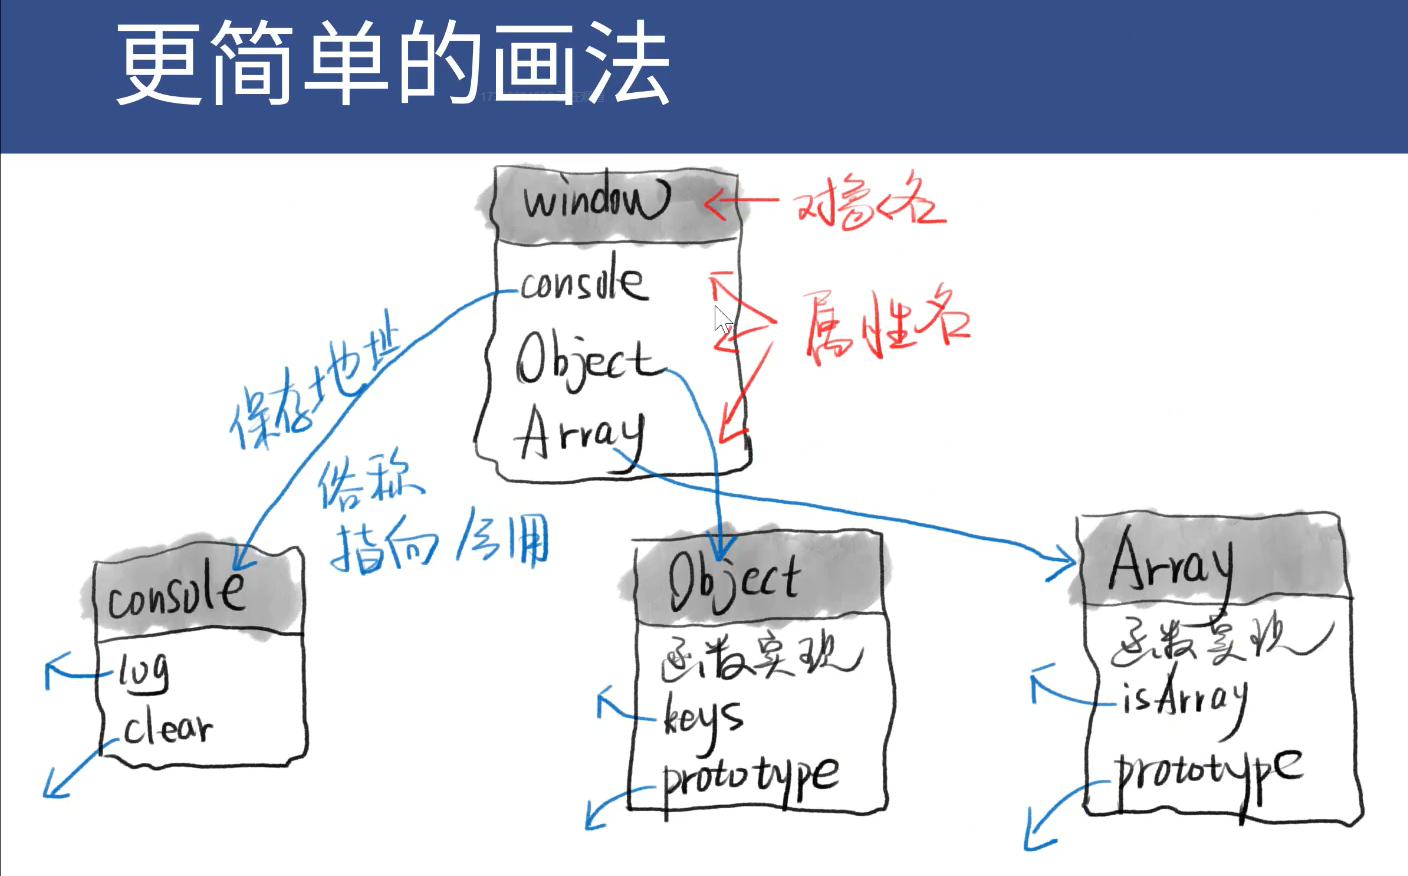 更简单的画法
window
对象名
console
属性名
Object
Array
保存地址
俗称
指向/引用
console
log
clear
Object
函数实现
keys
prototype
Array
函数实现
isArray
prototype